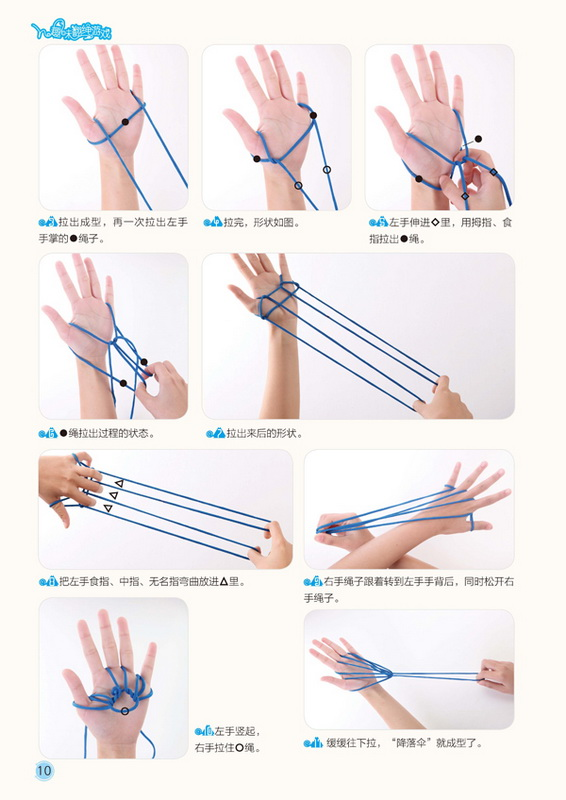 原味翻绳游戏
3 拉出成型，再一次拉出左手
手掌的●绳子。
4 拉完，形状如图。
5 左手伸进◇里，用拇指、食
指拉出●绳。
6 ●绳拉出过程的状态。
7 拉出来后的形状。
8 把左手食指、中指、无名指弯曲放进△里。
9 右手绳子跟着转到左手手背后，同时松开右
手绳子。
10 左手竖起，
右手拉住○绳。
11 缓缓往下拉，“降落伞”就成型了。
10